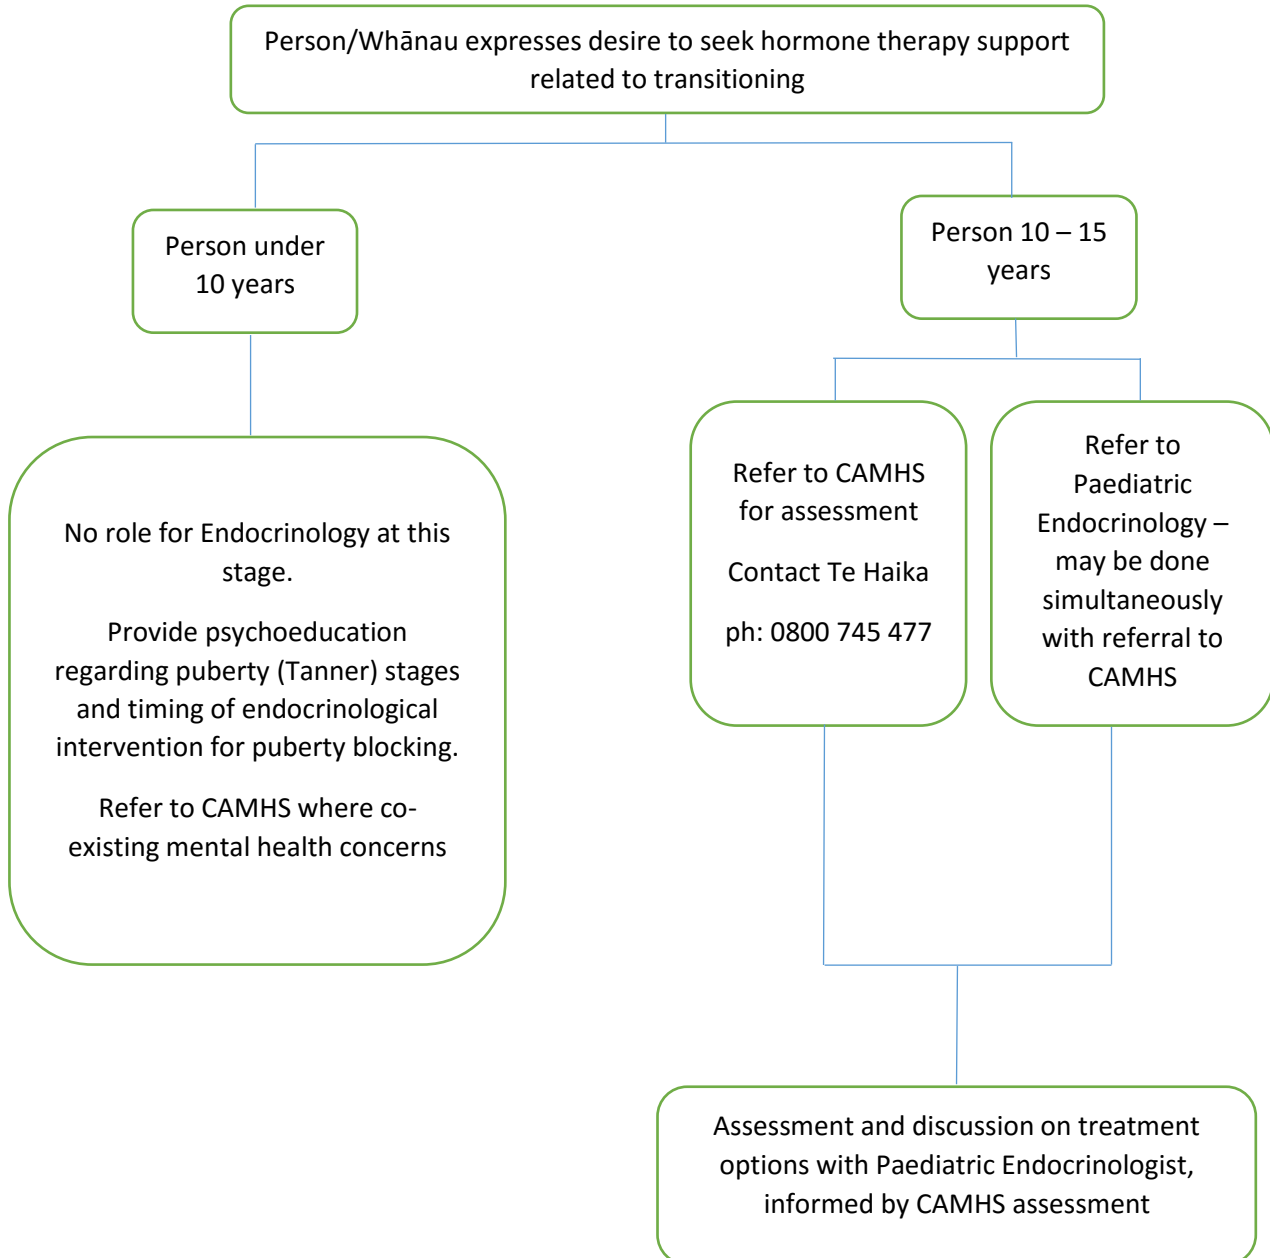 Person/Whānau expresses desire to seek hormone therapy support
related to transitioning
Person under
10 years
Person 10 – 15
years
No role for Endocrinology at this
stage.
Provide psychoeducation
regarding puberty (Tanner) stages
and timing of endocrinological
intervention for puberty blocking.
Refer to CAMHS where co-
existing mental health concerns
Refer to CAMHS
for assessment
Contact Te Haika
ph: 0800 745 477
Refer to
Paediatric
Endocrinology –
may be done
simultaneously
with referral to
CAMHS
Assessment and discussion on treatment
options with Paediatric Endocrinologist,
informed by CAMHS assessment